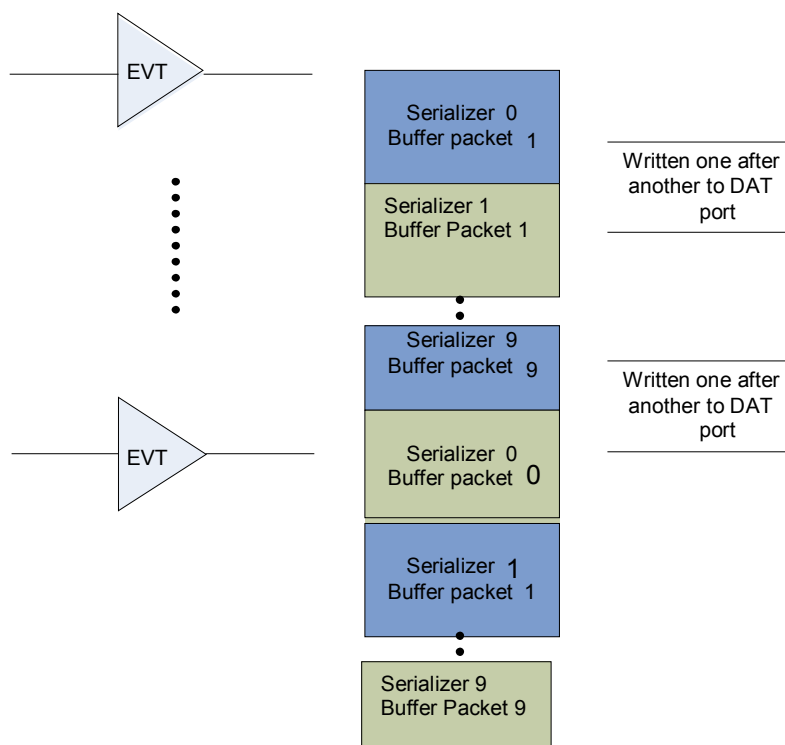 EVT
Serializer 0
Buffer packet 1
Serializer 1
Buffer Packet 1
Written one after
another to DAT
port
Serializer 9
Buffer packet 9
Written one after
another to DAT
port
EVT
Serializer 0
Buffer packet 0
Serializer 1
Buffer packet 1
Serializer 9
Buffer Packet 9